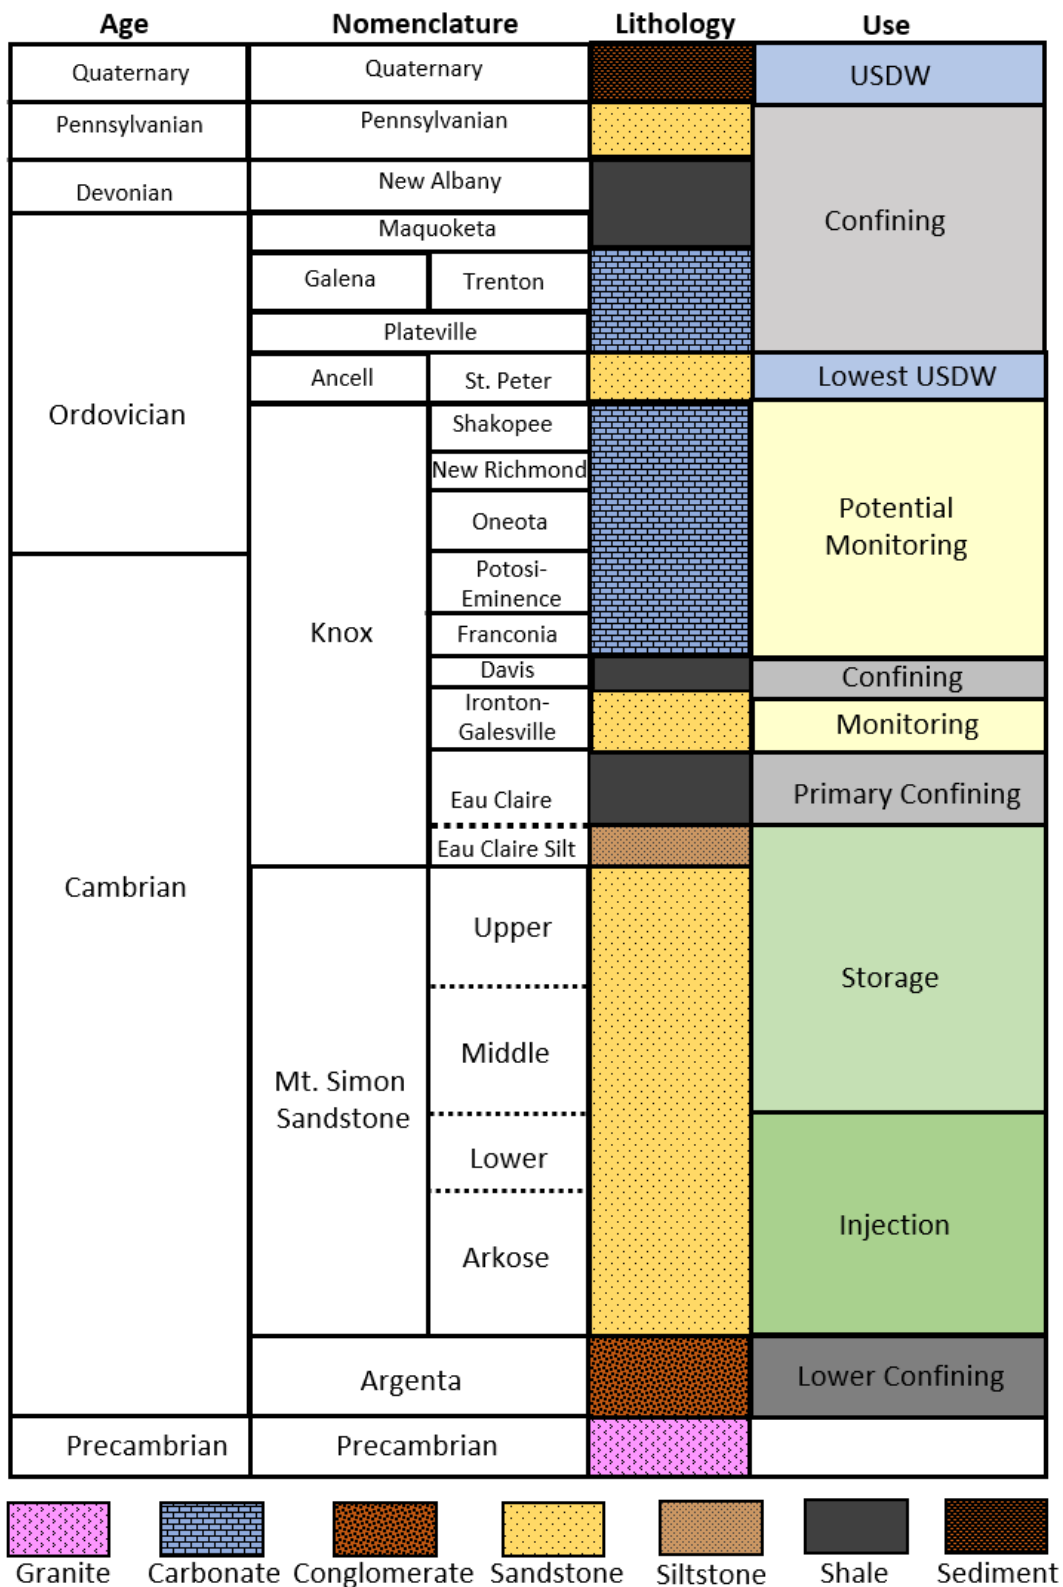 Age Nomenclature Lithology Use
Quaternary Quaternary USDW
Pennsylvanian Pennsylvanian
Devonian New Albany
Confining
Maquoketa
Galena Trenton
Plateville
Ancell St. Peter Lowest USDW
Ordovician
Shakopee
New Richmond
Oneota
Potential
Monitoring
Potosi-
Eminence
Knox
Franconia
Davis Confining
Ironton-
Galesville
Monitoring
Eau Claire Primary Confining
Eau Claire Silt
Cambrian
Upper
Storage
Middle
Mt. Simon
Sandstone
Lower
Injection
Arkose
Argenta Lower Confining
Precambrian Precambrian
Granite Carbonate Conglomerate Sandstone Siltstone Shale Sediment